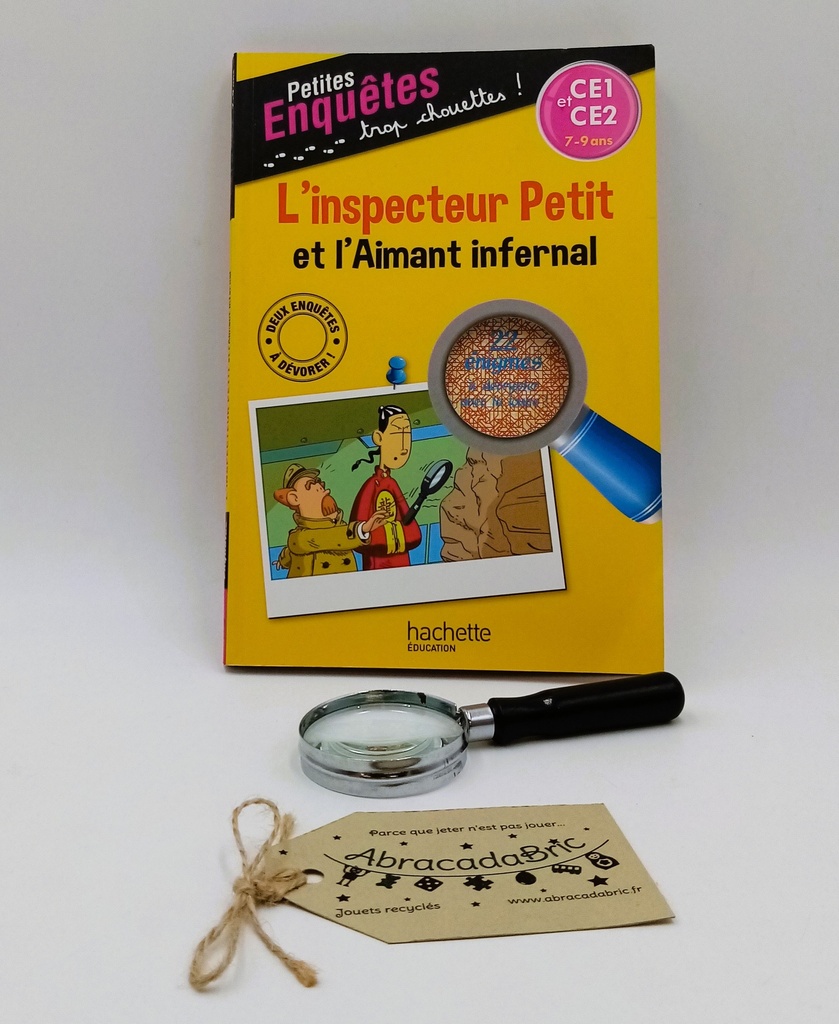 Petites
Enquêtes
trop chouettes !
CE1
et
CE2
7-9 ans
L'inspecteur Petit
et l'Aimant infernal
DEUX ENQUÊTES
À DÉVORER !
22
énigmes
hachette
ÉDUCATION
Parce que jeter n'est pas jouer...
AbracadaBric
Jouets recyclés
www.abracadabric.fr